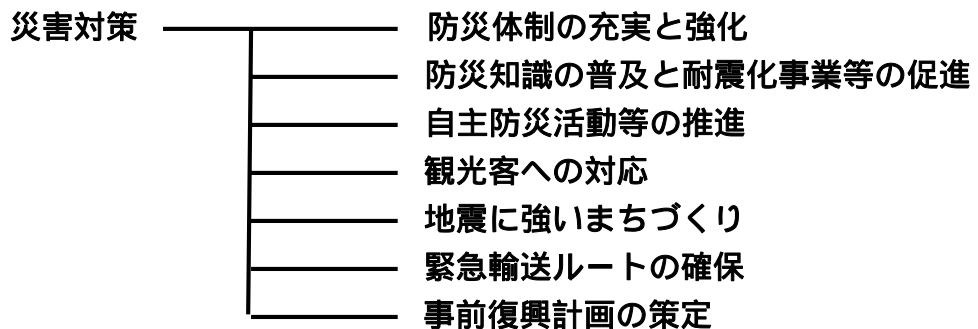 災害対策
防災体制の充実と強化
防災知識の普及と耐震化事業等の促進
自主防災活動等の推進
観光客への対応
地震に強いまちづくり
緊急輸送ルートの確保
事前復興計画の策定